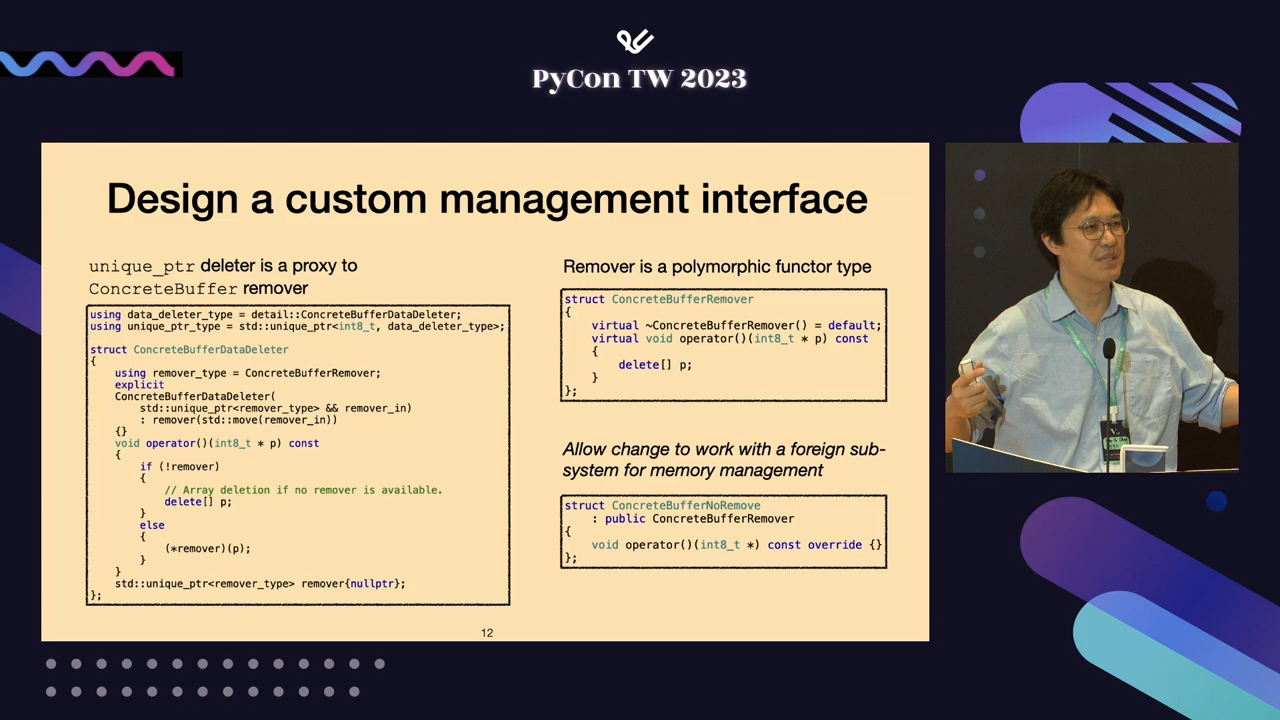 PyCon TW 2023
Design a custom management interface
unique_ptr deleter is a proxy to
ConcreteBuffer remover
using data_deleter_type = detail::ConcreteBufferDataDeleter;
using unique_ptr_type = std::unique_ptr<int8_t, data_deleter_type>;
struct ConcreteBufferDataDeleter
{
    using remover_type = ConcreteBufferRemover;
    explicit
    ConcreteBufferDataDeleter(
        std::unique_ptr<remover_type> && remover_in)
        : remover(std::move(remover_in))
    {}
    void operator()(int8_t * p) const
    {
        if (!remover)
        {
            // Array deletion if no remover is available.
            delete[] p;
        }
        else
        {
            (*remover)(p);
        }
    }
    std::unique_ptr<remover_type> remover{nullptr};
};
Remover is a polymorphic functor type
struct ConcreteBufferRemover
{
    virtual ~ConcreteBufferRemover() = default;
    virtual void operator()(int8_t * p) const
    {
        delete[] p;
    }
};
Allow change to work with a foreign sub-
system for memory management
struct ConcreteBufferNoRemove
    : public ConcreteBufferRemover
{
    void operator()(int8_t *) const override {}
};
12